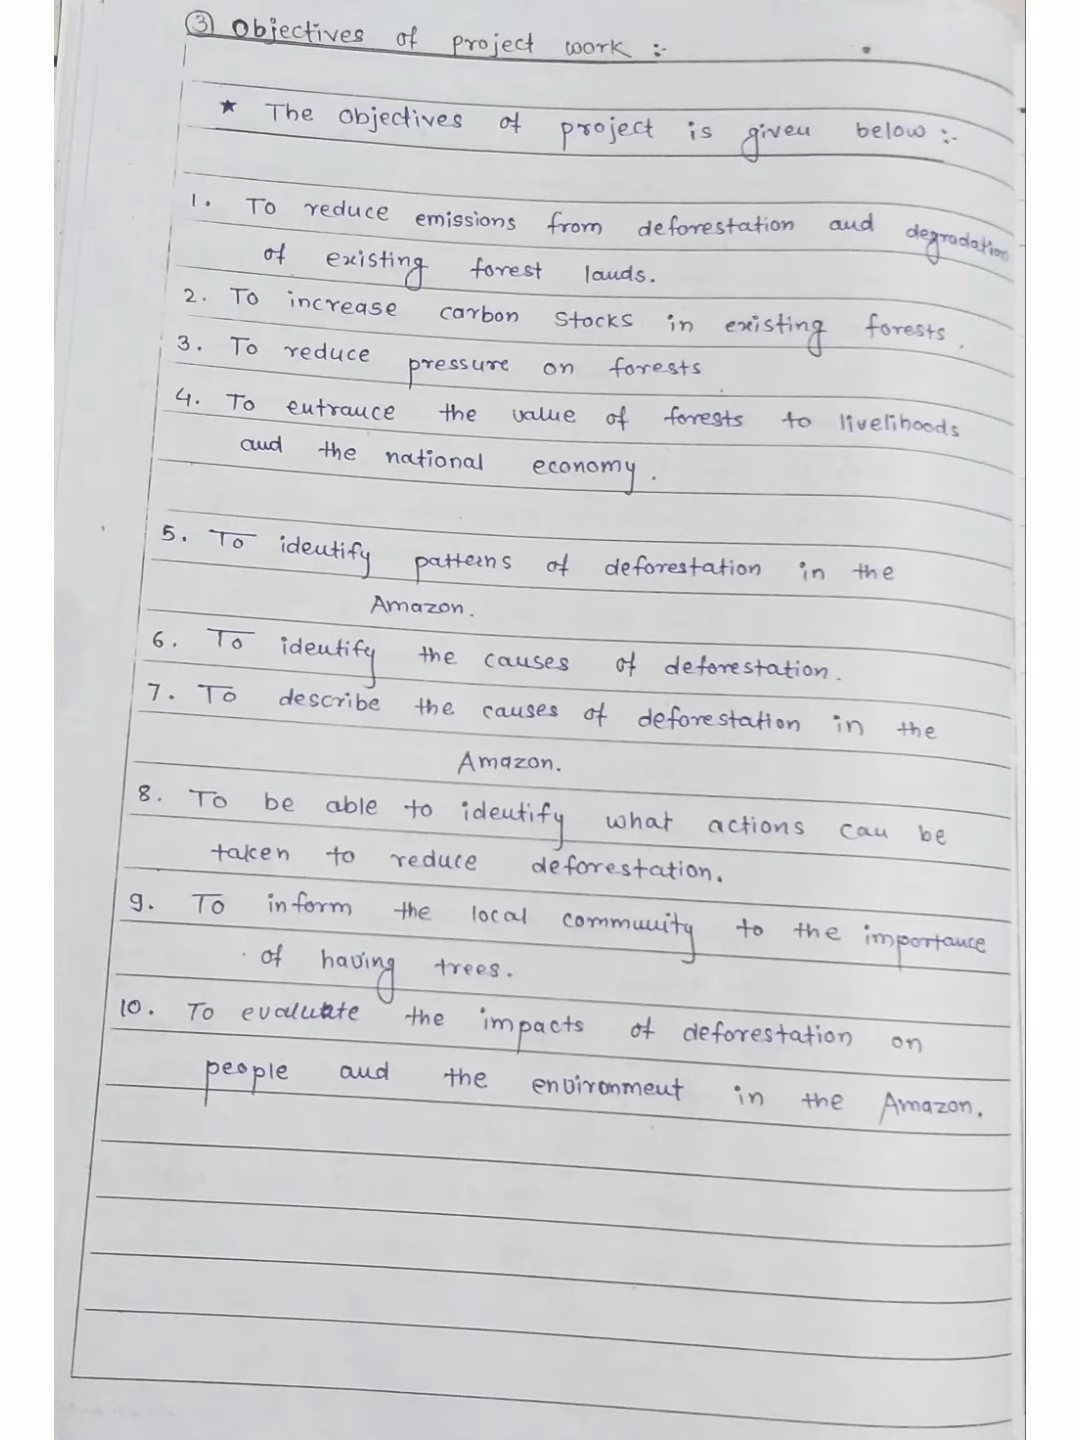 ③ Objectives of project work :-
★ The objectives of project is given below :-
1. To reduce emissions from deforestation and degradation
of existing forest lands.
2. To increase carbon stocks in existing forests.
3. To reduce pressure on forests
4. To entrance the value of forests to livelihoods
and the national economy.
5. To identify patterns of deforestation in the
Amazon.
6. To identify the causes of deforestation.
7. To describe the causes of deforestation in the
Amazon.
8. To be able to identify what actions can be
taken to reduce deforestation.
9. To inform the local community to the importance
of having trees.
10. To evaluate the impacts of deforestation on
people and the environment in the Amazon.